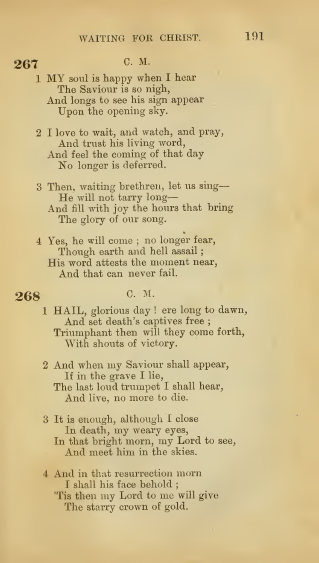 WAITING FOR CHRIST. 191
267 C. M.
1 MY soul is happy when I hear
The Saviour is so nigh,
And longs to see his sign appear
Upon the opening sky.
2 I love to wait, and watch, and pray,
And trust his living word,
And feel the coming of that day
No longer is deferred.
3 Then, waiting brethren, let us sing—
He will not tarry long—
And fill with joy the hours that bring
The glory of our song.
4 Yes, he will come ; no longer fear,
Though earth and hell assail ;
His word attests the moment near,
And that can never fail.
268 C. M.
1 HAIL, glorious day ! ere long to dawn,
And set death's captives free ;
Triumphant then will they come forth,
With shouts of victory.
2 And when my Saviour shall appear,
If in the grave I lie,
The last loud trumpet I shall hear,
And live, no more to die.
3 It is enough, although I close
In death, my weary eyes,
In that bright morn, my Lord to see,
And meet him in the skies.
4 And in that resurrection morn
I shall his face behold ;
'Tis then my Lord to me will give
The starry crown of gold.